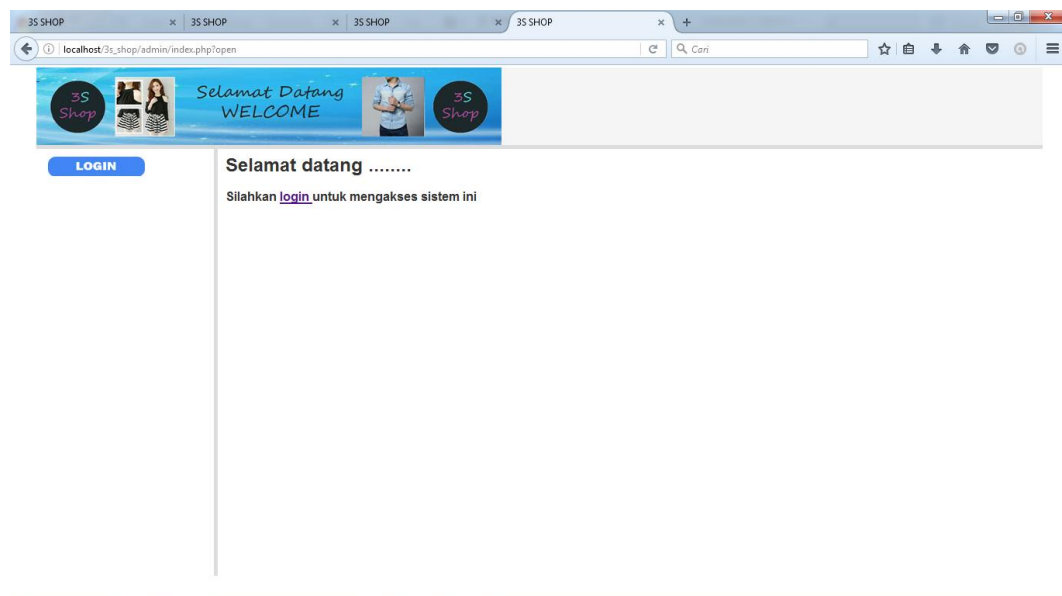 3S SHOP
3S SHOP
3S SHOP
3S SHOP
localhost/3s_shop/admin/index.php?open
Cari
3S
Shop
Selamat Datang
WELCOME
3S
Shop
LOGIN
Selamat datang ........
Silahkan login untuk mengakses sistem ini